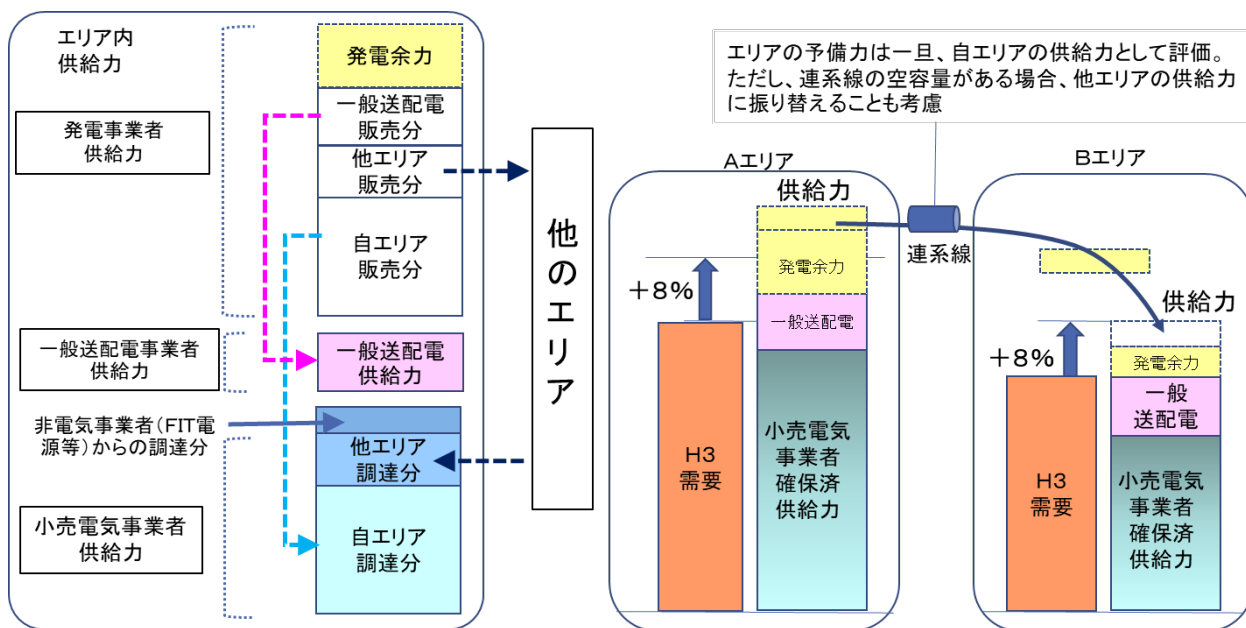 エリア内
供給力
発電事業者
供給力
一般送配電事業者
供給力
非電気事業者(FIT電
源等)からの調達分
小売電気事業者
供給力
発電余力
一般送配電
販売分
他エリア
販売分
自エリア
販売分
一般送配電
供給力
他エリア
調達分
自エリア
調達分
他のエリア
エリアの予備力は一旦、自エリアの供給力として評価。
ただし、連系線の空容量がある場合、他エリアの供給力
に振り替えることも考慮
Aエリア
供給力
発電余力
+8%
一般送配電
H3
需要
小売電気
事業者
確保済
供給力
連系線
Bエリア
供給力
+8%
発電余力
一般
送配電
H3
需要
小売電気
事業者
確保済
供給力